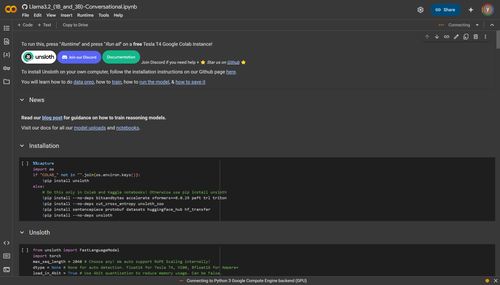 Llama3.2_(1B_and_3B)-Conversational.ipynb
File Edit View Insert Runtime Tools Help
Share
Commands + Code + Text Copy to Drive
Connecting
To run this, press "Runtime" and press "Run all" on a free Tesla T4 Google Colab instance!
unsloth Join our Discord Documentation Join Discord if you need help + ⭐ Star us on Github ⭐
To install Unsloth on your own computer, follow the installation instructions on our Github page here.
You will learn how to do data prep, how to train, how to run the model, & how to save it
News
Read our blog post for guidance on how to train reasoning models.
Visit our docs for all our model uploads and notebooks.
Installation
[ ] %%capture
import os
if "COLAB_" not in "".join(os.environ.keys()):
!pip install unsloth
else:
# Do this only in Colab and Kaggle notebooks! Otherwise use pip install unsloth
!pip install --no-deps bitsandbytes accelerate xformers==0.0.29 peft trl triton
!pip install --no-deps cut_cross_entropy unsloth_zoo
!pip install sentencepiece protobuf datasets huggingface_hub hf_transfer
!pip install --no-deps unsloth
Unsloth
[ ] from unsloth import FastLanguageModel
import torch
max_seq_length = 2048 # Choose any! We auto support RoPE Scaling internally!
dtype = None # None for auto detection. Float16 for Tesla T4, V100, Bfloat16 for Ampere+
load_in_4bit = True # Use 4bit quantization to reduce memory usage. Can be False.
Connecting to Python 3 Google Compute Engine backend (GPU)